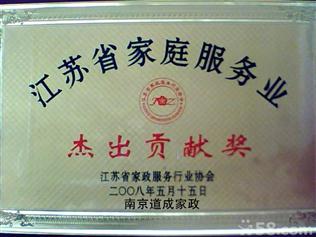 江苏省家庭服务业
杰出贡献奖
江苏省家政服务行业协会
二〇〇八年五月十五日
南京道成家政
58.com